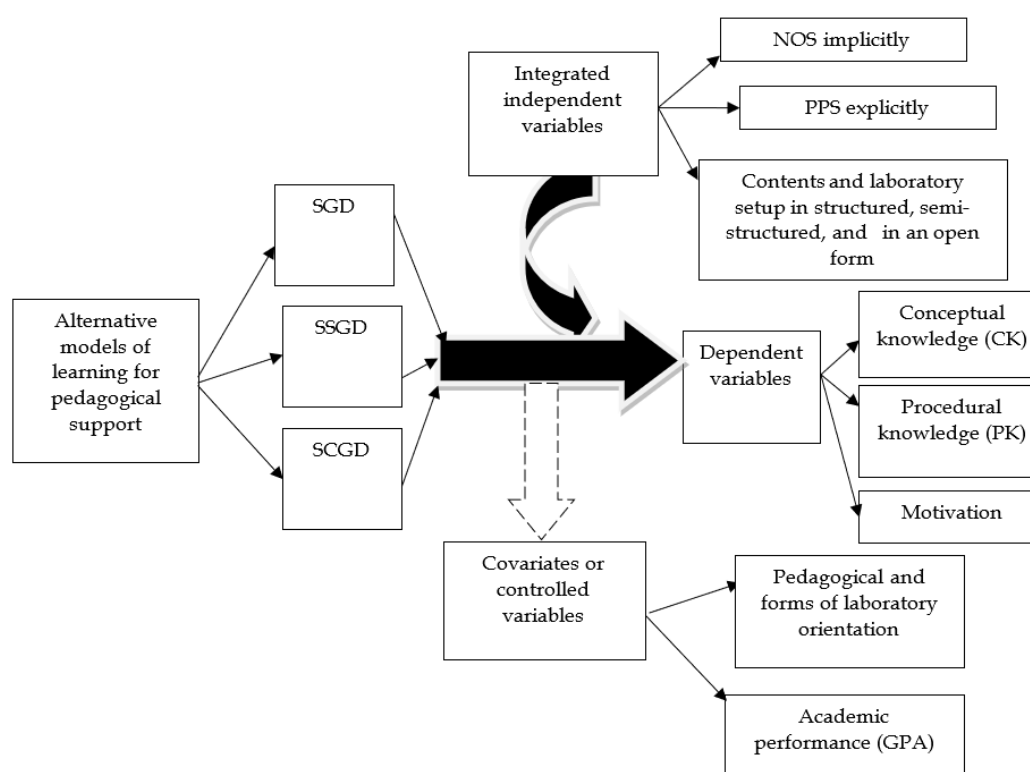 NOS implicitly
Integrated
independent
variables
PPS explicitly
Contents and laboratory
setup in structured, semi-
structured, and in an open
form
SGD
Alternative
models of
learning for
pedagogical
support
SSGD
SCGD
Dependent
variables
Conceptual
knowledge (CK)
Procedural
knowledge (PK)
Motivation
Covariates or
controlled
variables
Pedagogical and
forms of laboratory
orientation
Academic
performance (GPA)